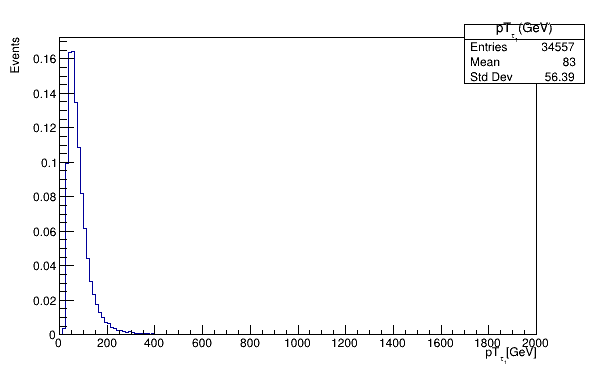 pT_τ₁(GeV)
Entries 34557
Mean 83
Std Dev 56.39
Events
0.16
0.14
0.12
0.1
0.08
0.06
0.04
0.02
0
0 200 400 600 800 1000 1200 1400 1600 1800 2000
pT_τ₁[GeV]